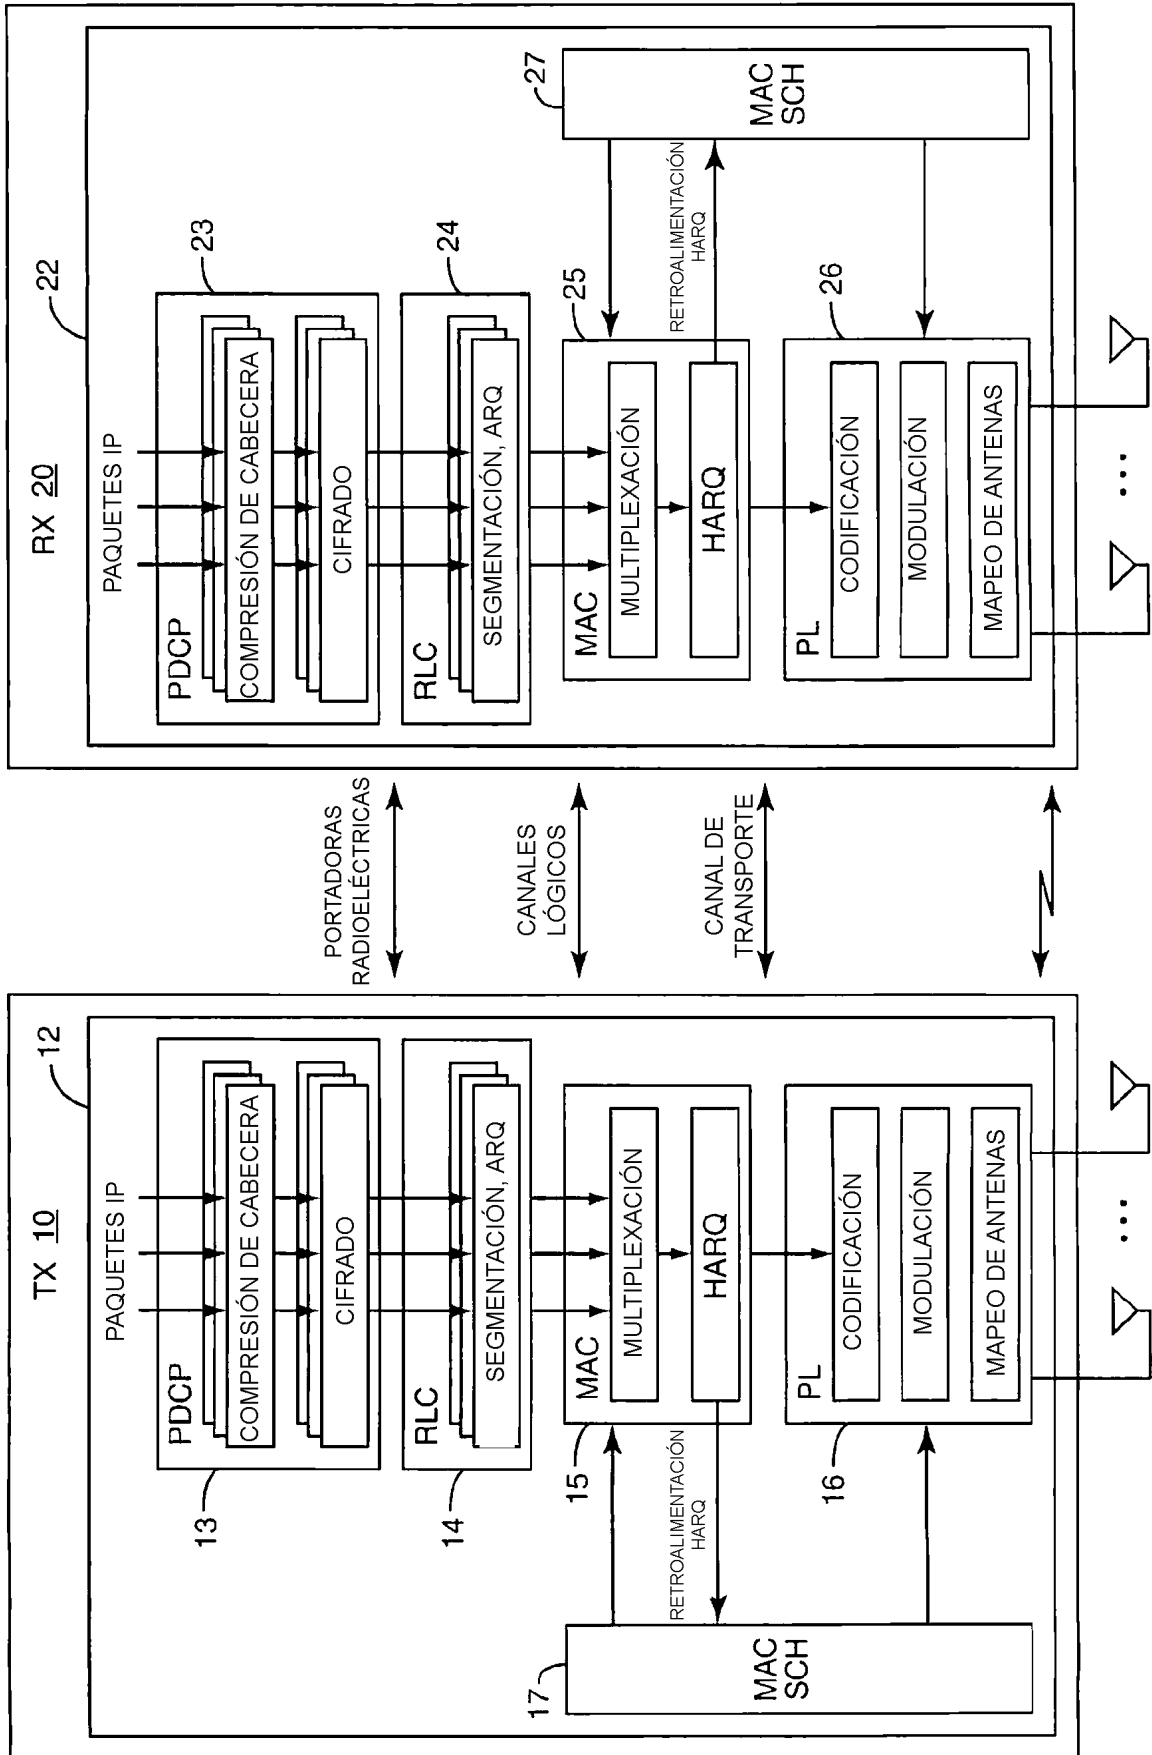 TX 10
12
PAQUETES IP
PDCP
COMPRESIÓN DE CABECERA
CIFRADO
13
RLC
SEGMENTACIÓN, ARQ
14
MAC
MULTIPLEXACIÓN
HARQ
15
RETROALIMENTACIÓN
HARQ
17
MAC
SCH
PL
CODIFICACIÓN
MODULACIÓN
MAPEO DE ANTENAS
16
...
PORTADORAS
RADIOELÉCTRICAS
CANALES
LÓGICOS
CANAL DE
TRANSPORTE
RX 20
22
PAQUETES IP
PDCP
COMPRESIÓN DE CABECERA
CIFRADO
23
RLC
SEGMENTACIÓN, ARQ
24
MAC
MULTIPLEXACIÓN
HARQ
25
RETROALIMENTACIÓN
HARQ
27
MAC
SCH
PL
CODIFICACIÓN
MODULACIÓN
MAPEO DE ANTENAS
26
...